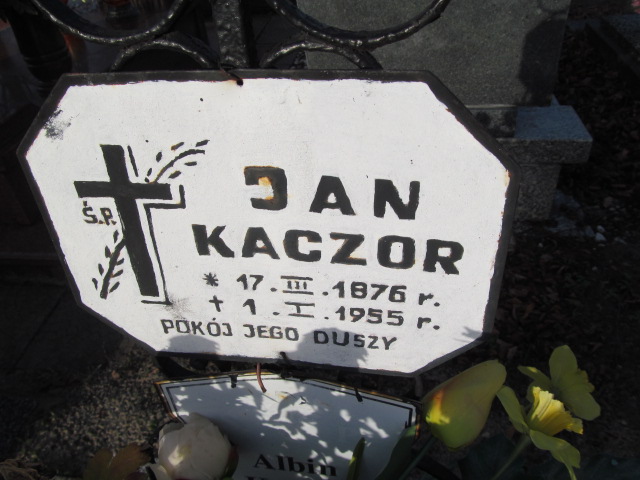 Ś.P.
JAN
KACZOR
* 17. III. 1876 r.
† 1. I. 1955 r.
POKÓJ JEGO DUSZY
Albin